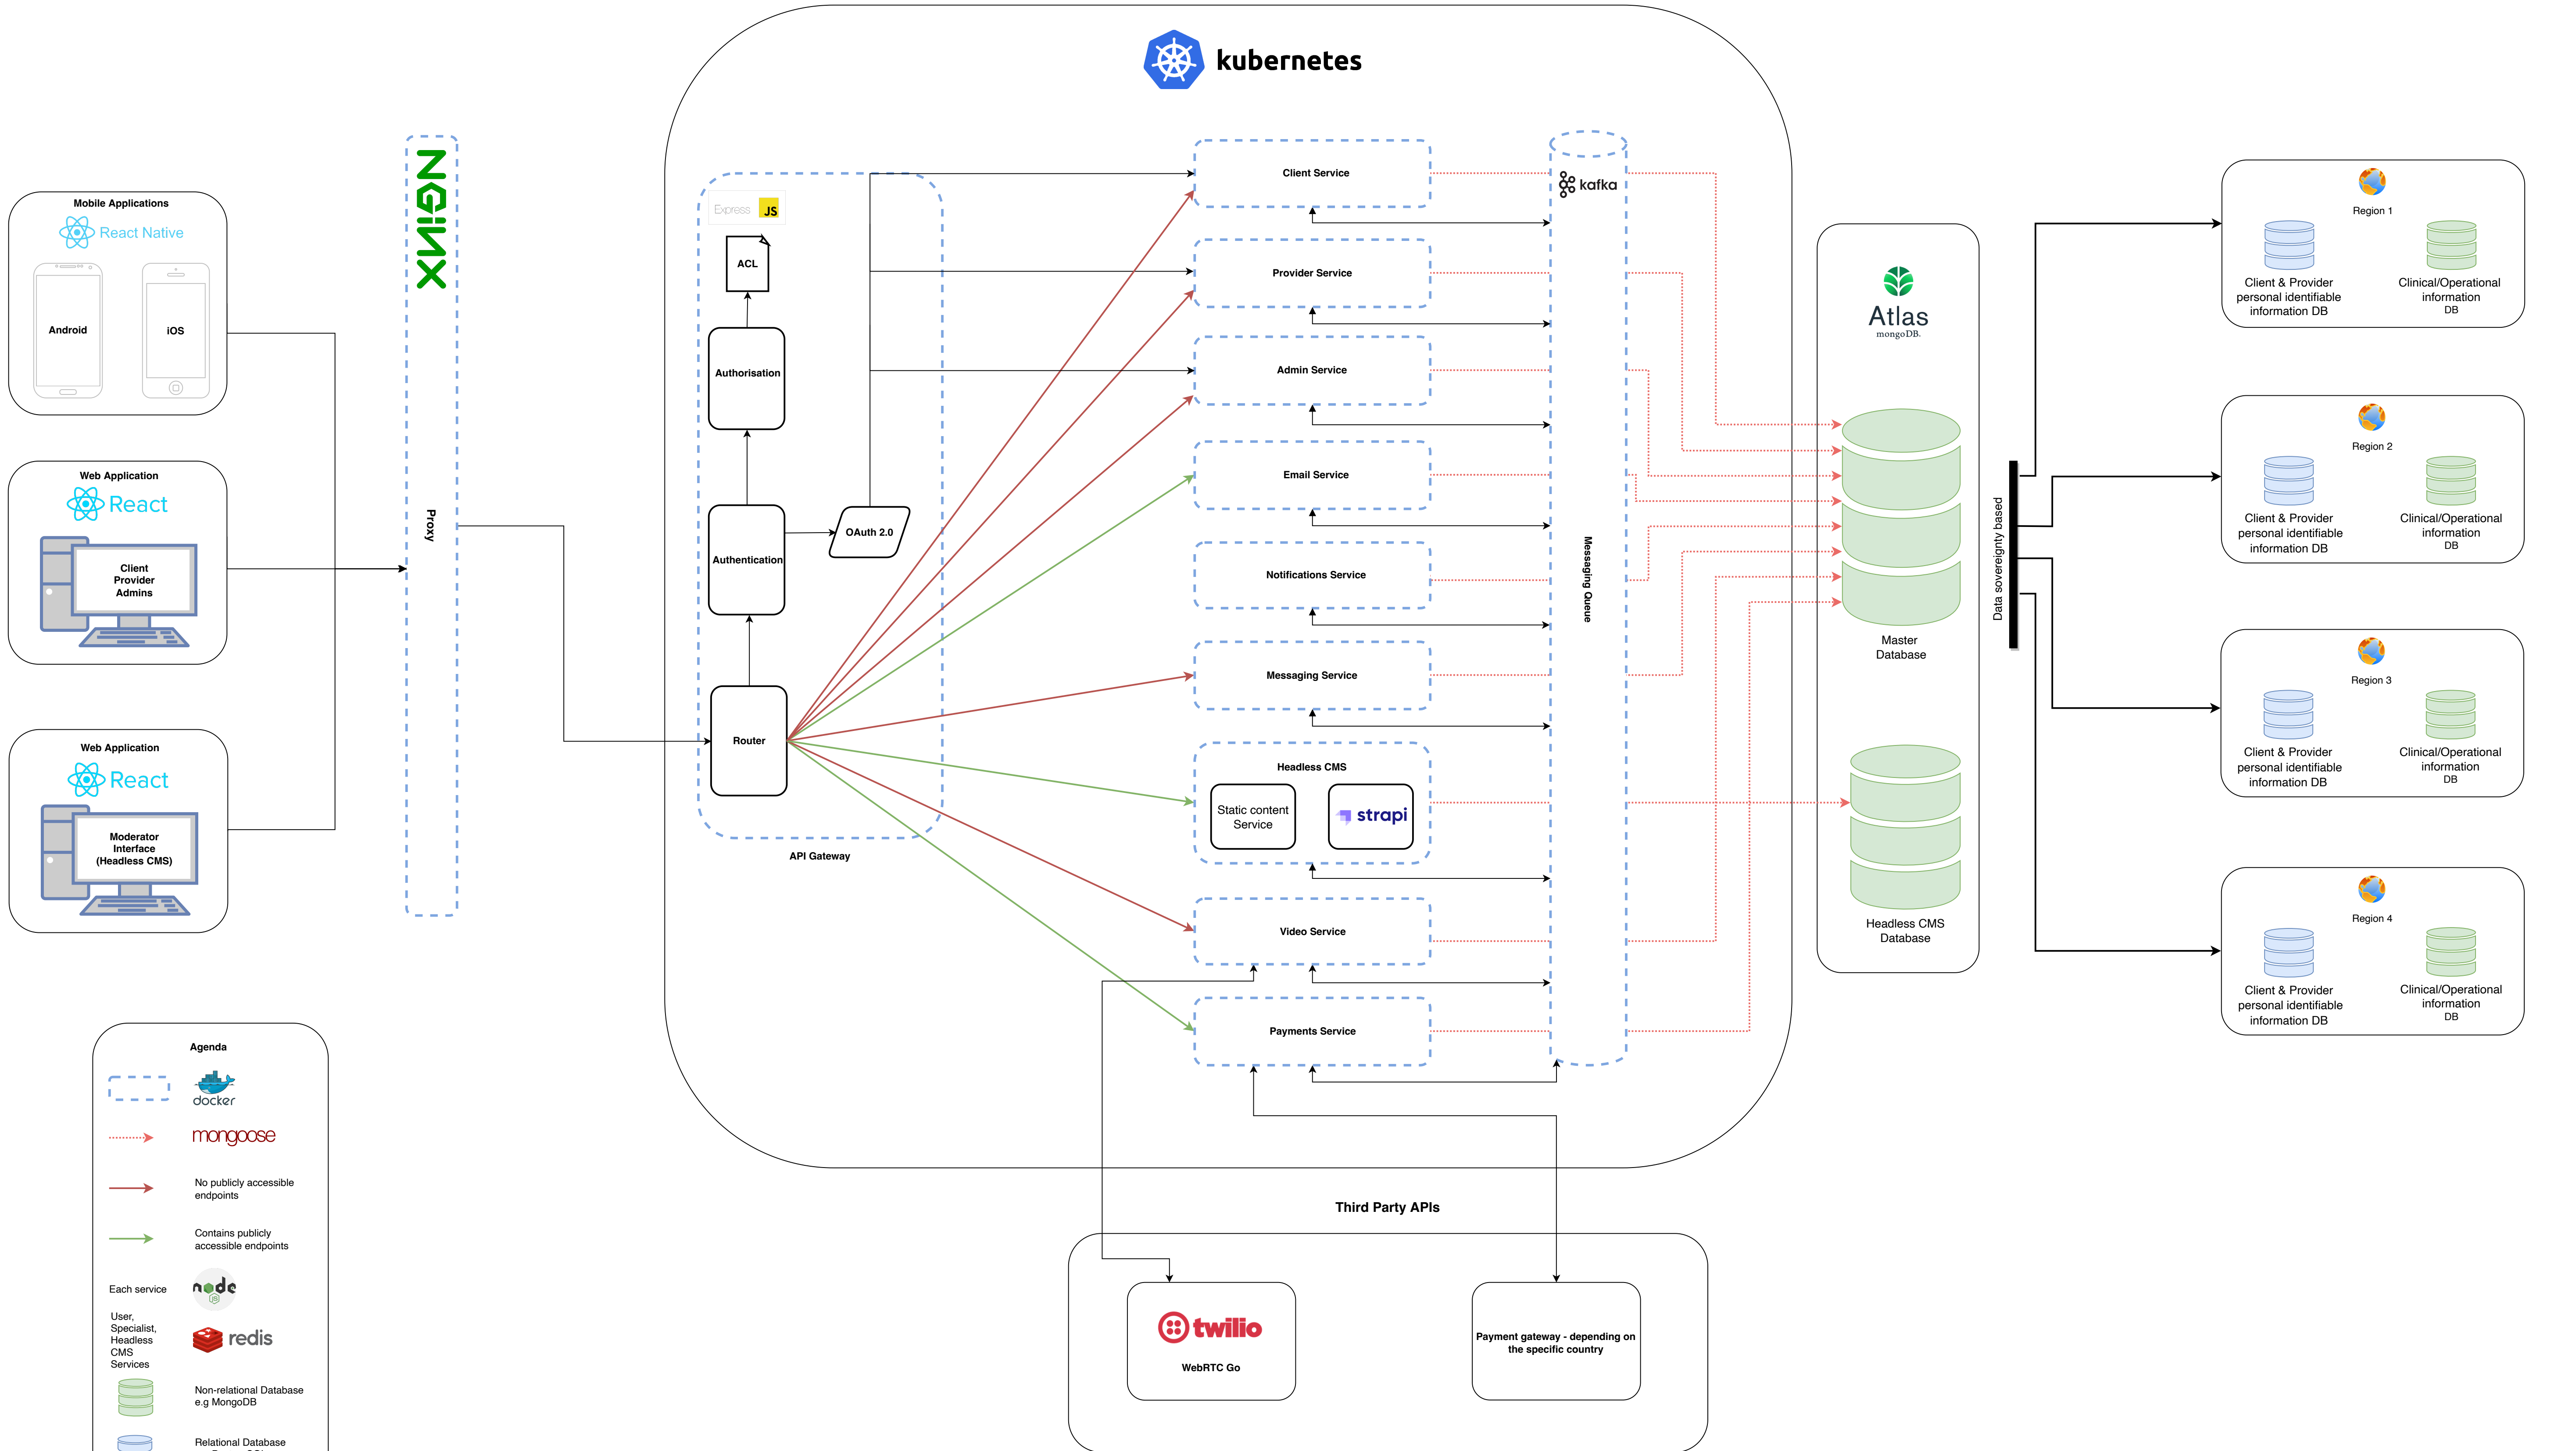 kubernetes
Mobile Applications
React Native
Android
iOS
Web Application
React
Client
Provider
Admins
Web Application
React
Moderator
Interface
(Headless CMS)
NGINX
Proxy
Express
JS
ACL
Authorisation
Authentication
OAuth 2.0
Router
API Gateway
Client Service
Provider Service
Admin Service
Email Service
Notifications Service
Messaging Service
Headless CMS
Static content
Service
strapi
Video Service
Payments Service
kafka
Messaging Queue
Atlas
mongoDB.
Master
Database
Headless CMS
Database
Data sovereignty based
Region 1
Client & Provider
personal identifiable
information DB
Clinical/Operational
information
DB
Region 2
Client & Provider
personal identifiable
information DB
Clinical/Operational
information
DB
Region 3
Client & Provider
personal identifiable
information DB
Clinical/Operational
information
DB
Region 4
Client & Provider
personal identifiable
information DB
Clinical/Operational
information
DB
Third Party APIs
twilio
WebRTC Go
Payment gateway - depending on
the specific country
Agenda
docker
mongoose
No publicly accessible
endpoints
Contains publicly
accessible endpoints
Each service
node
JS
User,
Specialist,
Headless
CMS
Services
redis
Non-relational Database
e.g MongoDB
Relational Database